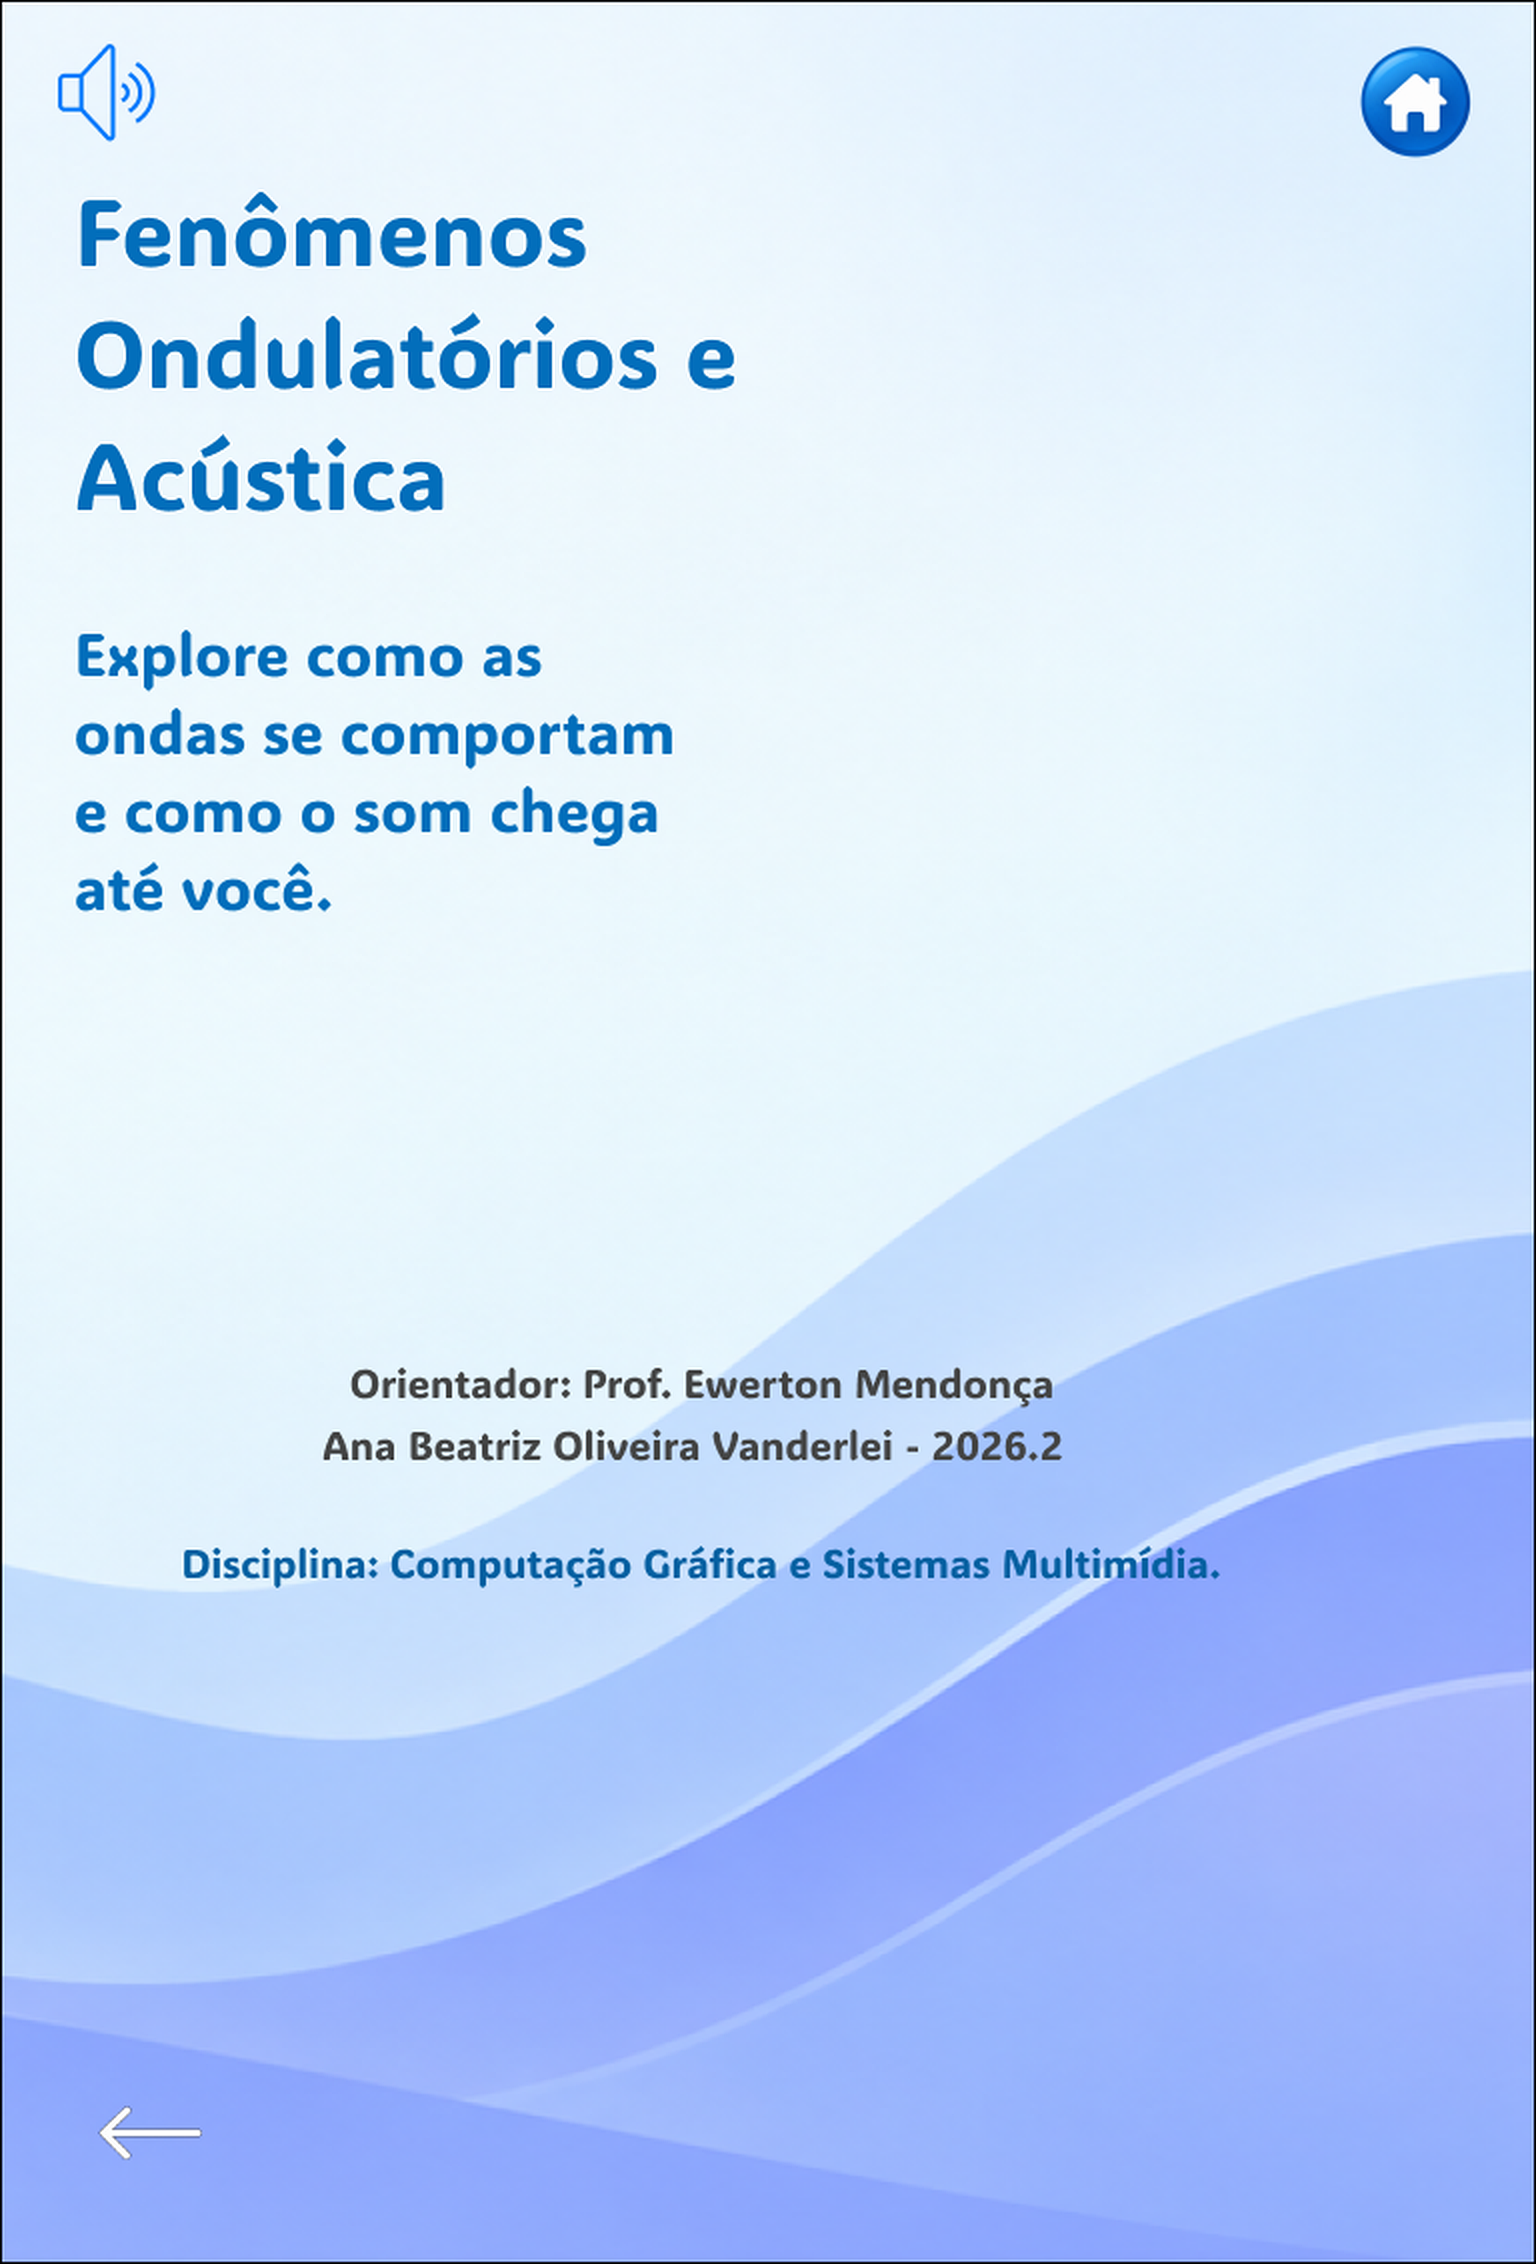 Fenômenos
Ondulatórios e
Acústica
Explore como as
ondas se comportam
e como o som chega
até você.
Orientador: Prof. Ewerton Mendonça
Ana Beatriz Oliveira Vanderlei - 2026.2
Disciplina: Computação Gráfica e Sistemas Multimídia.